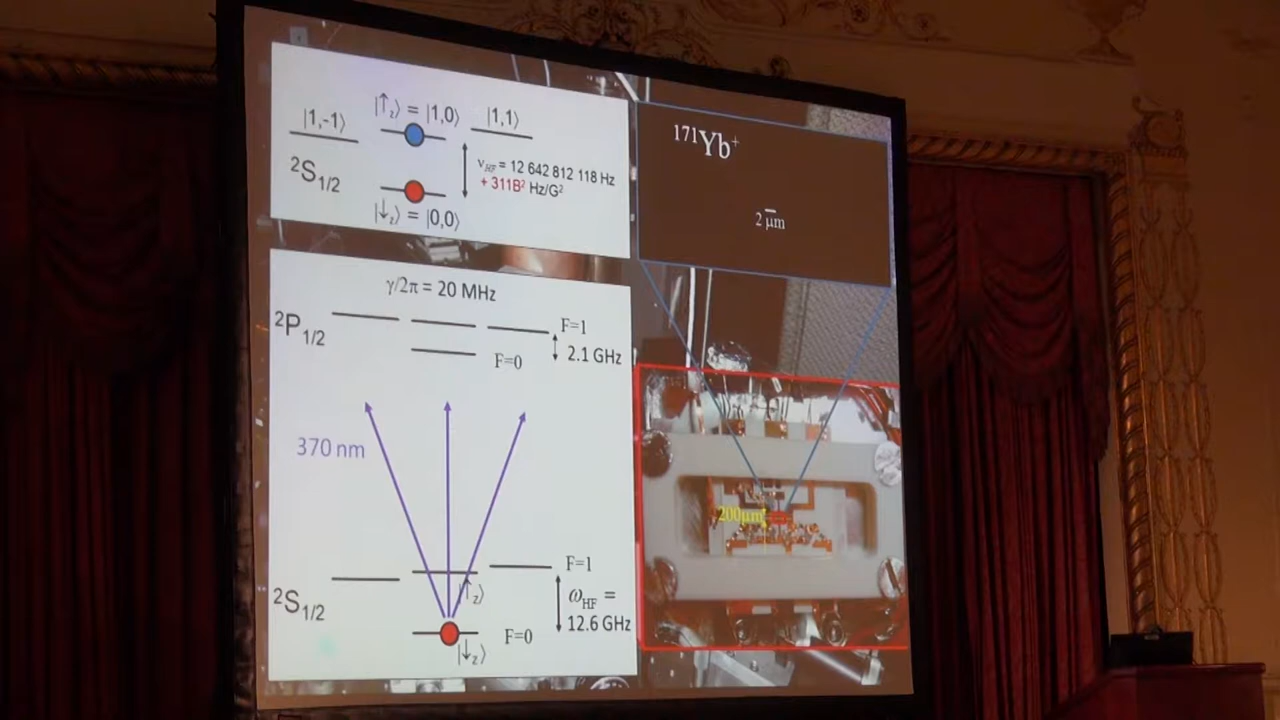 |↑z⟩ = |1,0⟩
|1,-1⟩
|1,1⟩
²S1/2
νHF = 12 642 812 118 Hz
+ 311B² Hz/G²
|↓z⟩ = |0,0⟩
¹⁷¹Yb⁺
2 μm
γ/2π = 20 MHz
²P1/2
F=1
2.1 GHz
F=0
370 nm
200μm
F=1
|↑z⟩
²S1/2
ωHF =
12.6 GHz
F=0
|↓z⟩